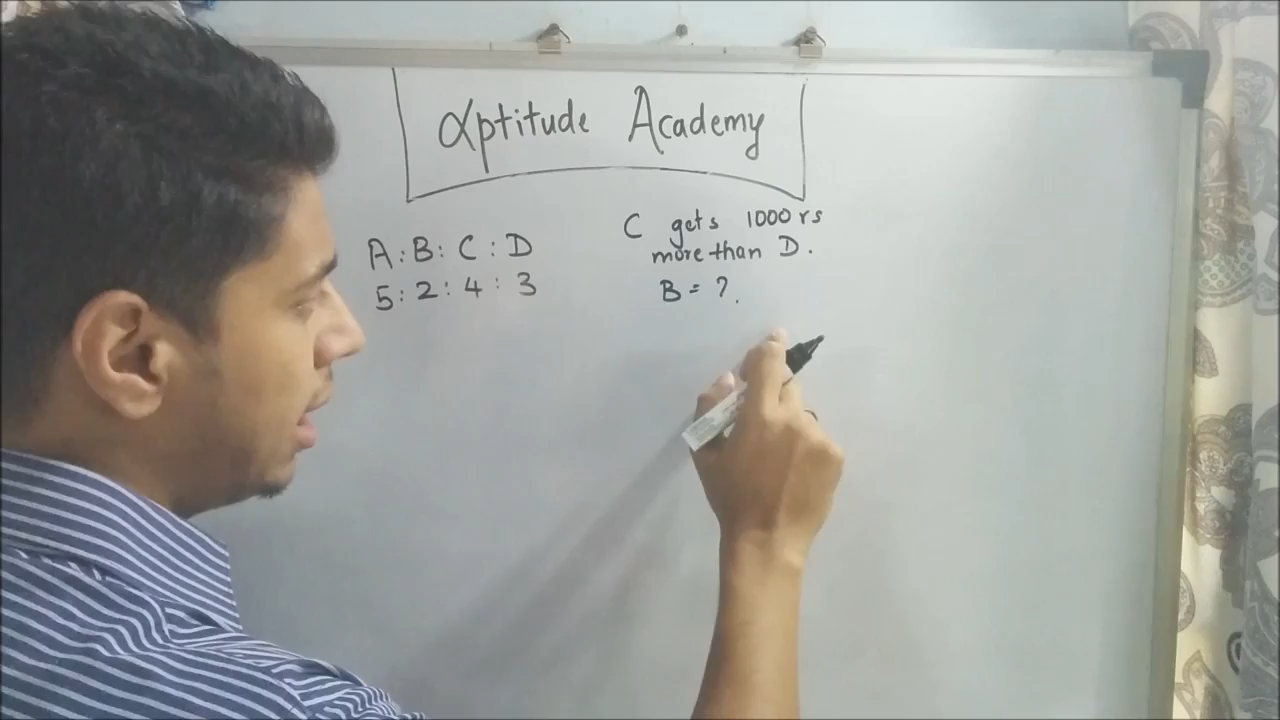 αptitude Academy
A : B : C : D
5 : 2 : 4 : 3
C gets 1000 rs
more than D.
B = ?.